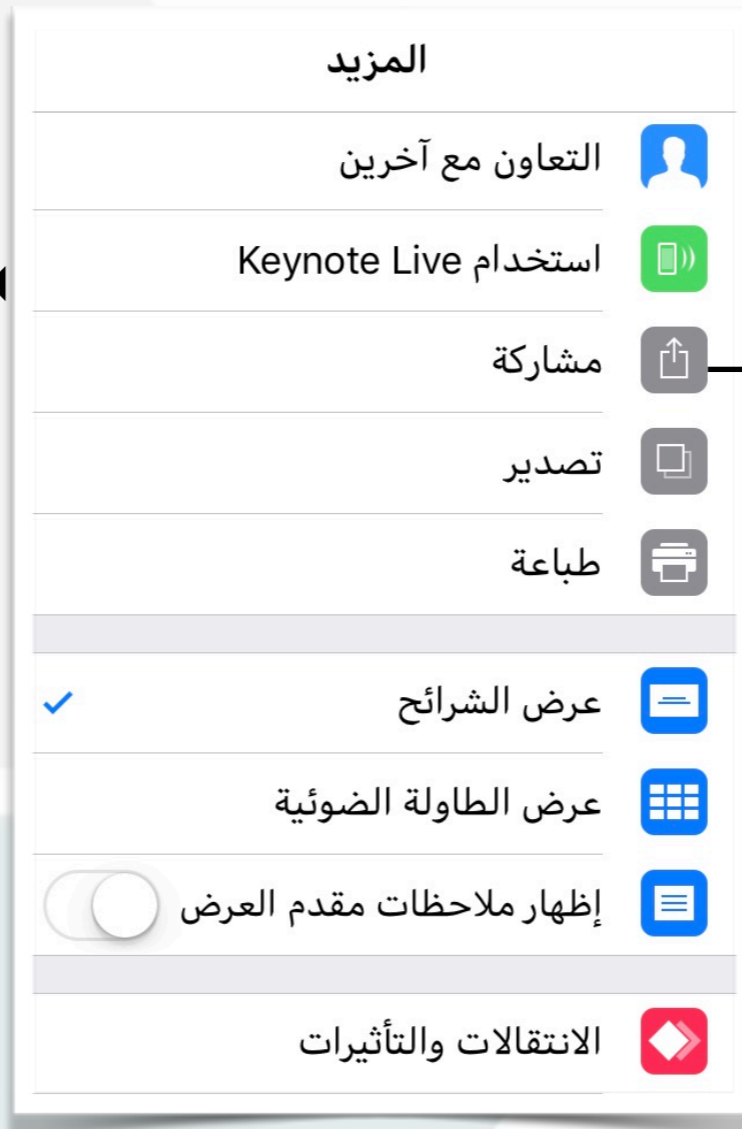 المزيد
التعاون مع آخرين
استخدام Keynote Live
مشاركة
تصدير
طباعة
عرض الشرائح
عرض الطاولة الضوئية
إظهار ملاحظات مقدم العرض
الانتقالات والتأثيرات